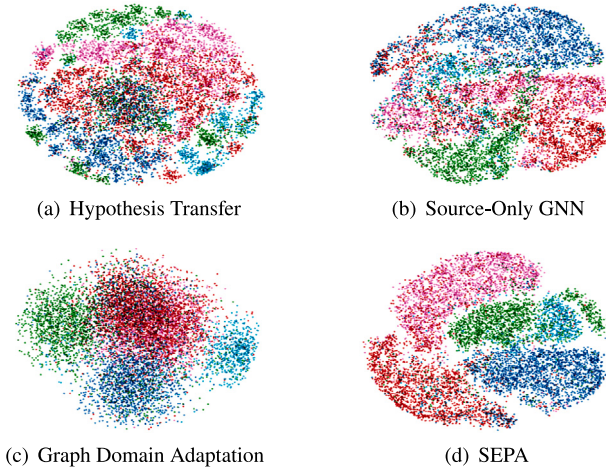 (a) Hypothesis Transfer
(b) Source-Only GNN
(c) Graph Domain Adaptation
(d) SEPA